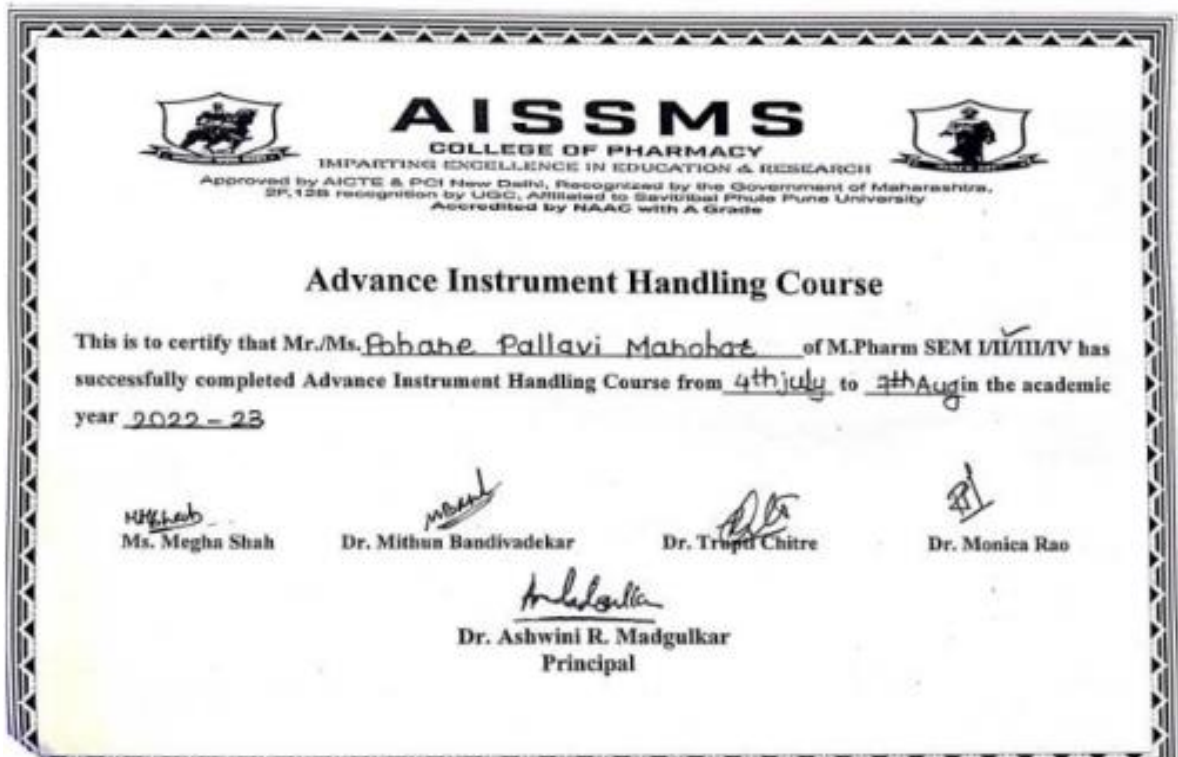 AISSMS
COLLEGE OF PHARMACY
IMPARTING EXCELLENCE IN EDUCATION & RESEARCH
Approved by AICTE & PCI New Delhi, Recognized by the Government of Maharashtra,
2F, 12B recognition by UGC, Affiliated to Savitribai Phule Pune University
Accredited by NAAC with A Grade
Advance Instrument Handling Course
This is to certify that Mr./Ms. Pohane Pallavi Manohar of M.Pharm SEM I/II/III/IV has
successfully completed Advance Instrument Handling Course from 4th july to 7th Aug in the academic
year 2022-23
Ms. Megha Shah Dr. Mithun Bandivadekar Dr. Trupti Chitre Dr. Monica Rao
Dr. Ashwini R. Madgulkar
Principal